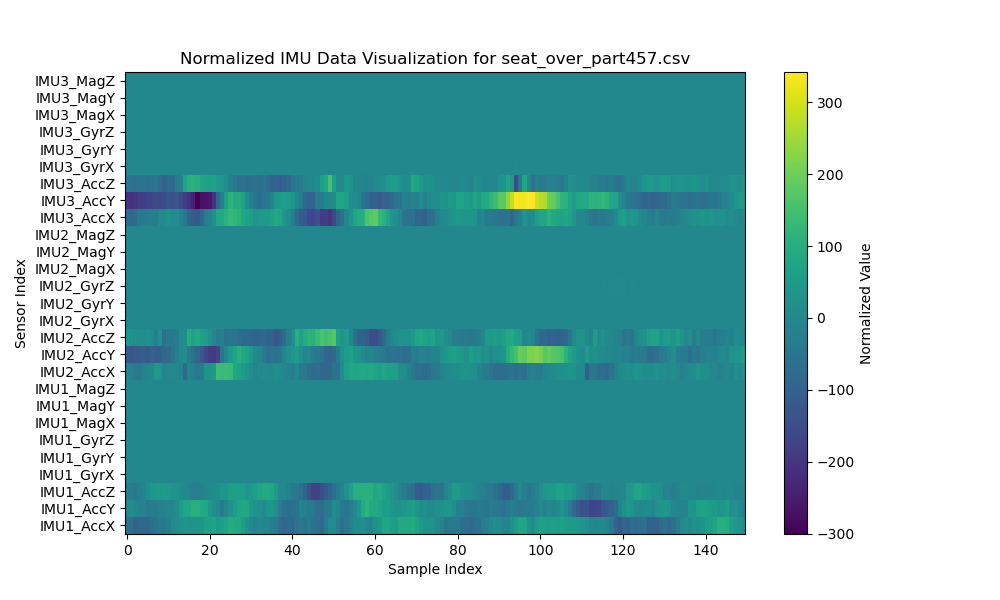 Normalized IMU Data Visualization for seat_over_part457.csv
IMU3_MagZ
IMU3_MagY
IMU3_MagX
IMU3_GyrZ
IMU3_GyrY
IMU3_GyrX
IMU3_AccZ
IMU3_AccY
IMU3_AccX
IMU2_MagZ
IMU2_MagY
IMU2_MagX
IMU2_GyrZ
IMU2_GyrY
IMU2_GyrX
IMU2_AccZ
IMU2_AccY
IMU2_AccX
IMU1_MagZ
IMU1_MagY
IMU1_MagX
IMU1_GyrZ
IMU1_GyrY
IMU1_GyrX
IMU1_AccZ
IMU1_AccY
IMU1_AccX
Sensor Index
0 20 40 60 80 100 120 140
Sample Index
300
200
100
0
−100
−200
−300
Normalized Value